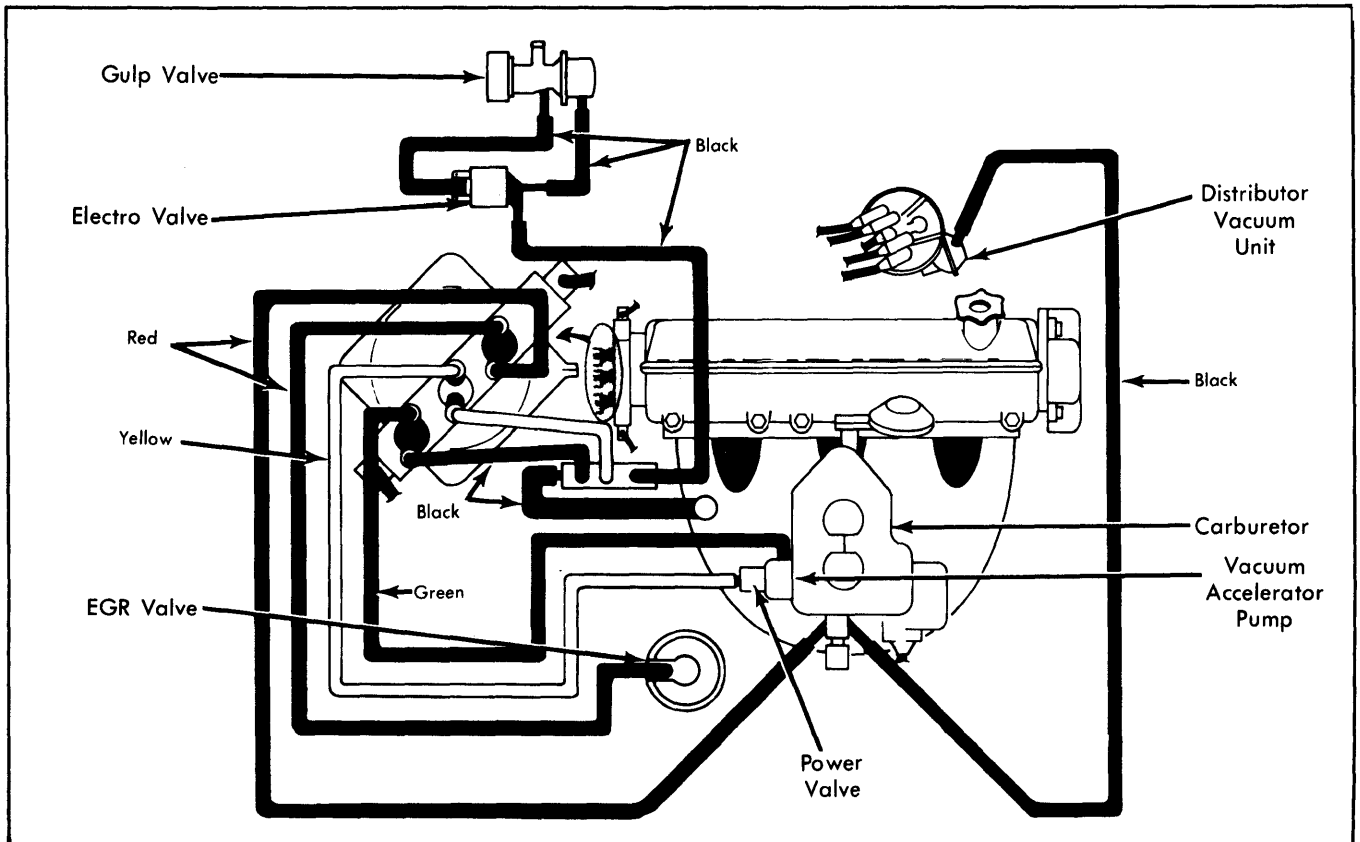 Gulp Valve
Black
Electro Valve
Distributor
Vacuum
Unit
Red
Black
Yellow
Black
Carburetor
Green
Vacuum
Accelerator
Pump
EGR Valve
Power
Valve